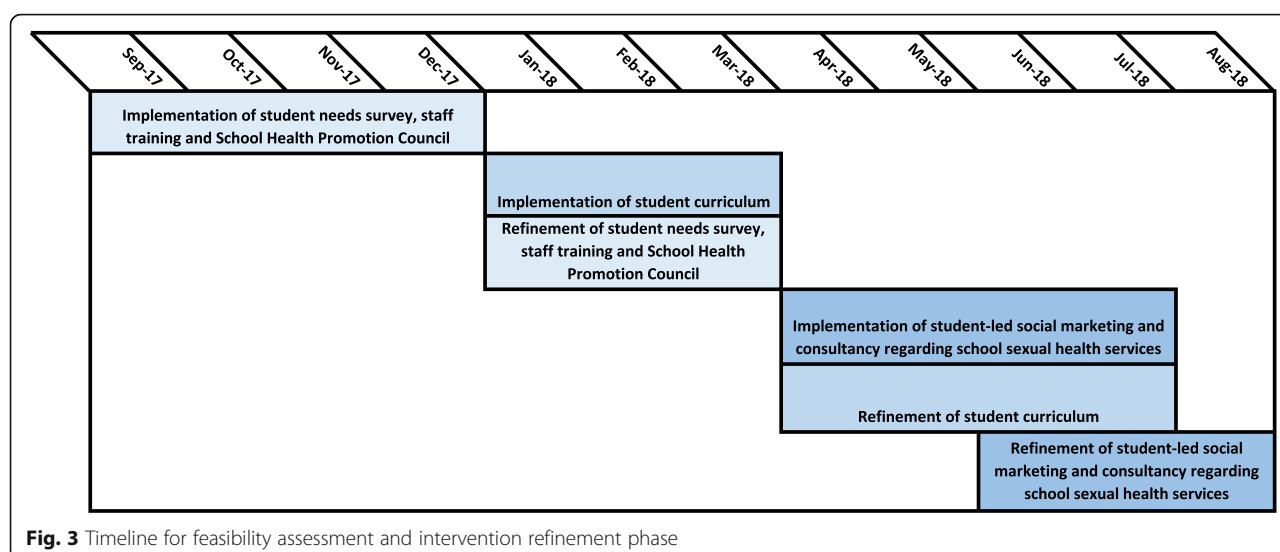 Sep-17 Oct-17 Nov-17 Dec-17 Jan-18 Feb-18 Mar-18 Apr-18 May-18 Jun-18 Jul-18 Aug-18
Implementation of student needs survey, staff
training and School Health Promotion Council
Implementation of student curriculum
Refinement of student needs survey,
staff training and School Health
Promotion Council
Implementation of student-led social marketing and
consultancy regarding school sexual health services
Refinement of student curriculum
Refinement of student-led social
marketing and consultancy regarding
school sexual health services
Fig. 3 Timeline for feasibility assessment and intervention refinement phase